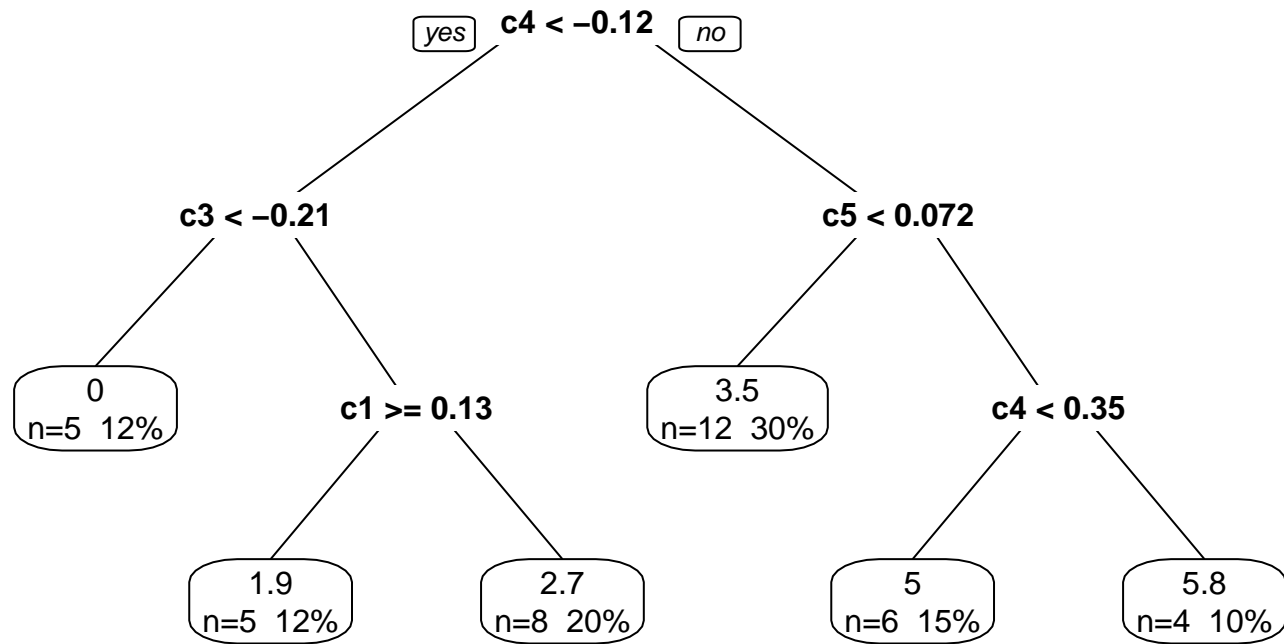 yes c4 < −0.12 no
c3 < −0.21 c5 < 0.072
0
n=5 12%
c1 >= 0.13
3.5
n=12 30%
c4 < 0.35
1.9
n=5 12%
2.7
n=8 20%
5
n=6 15%
5.8
n=4 10%